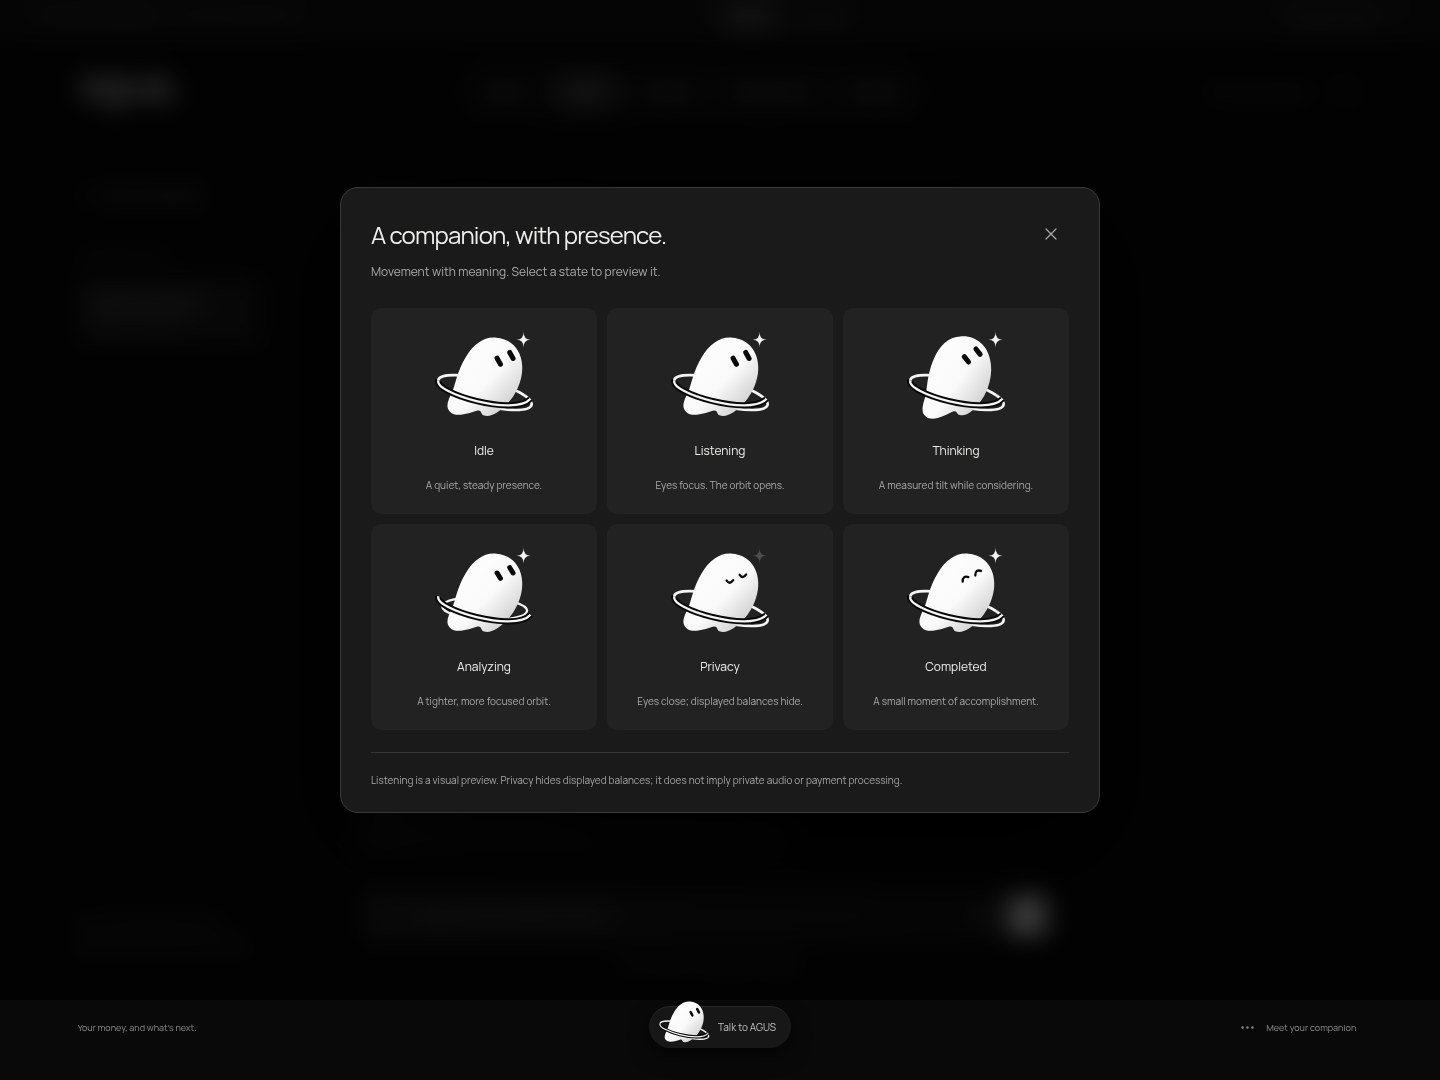 A companion, with presence.
Movement with meaning. Select a state to preview it.
Idle
A quiet, steady presence.
Listening
Eyes focus. The orbit opens.
Thinking
A measured tilt while considering.
Analyzing
A tighter, more focused orbit.
Privacy
Eyes close; displayed balances hide.
Completed
A small moment of accomplishment.
Listening is a visual preview. Privacy hides displayed balances; it does not imply private audio or payment processing.
Your money, and what's next.
Talk to AGUS
Meet your companion